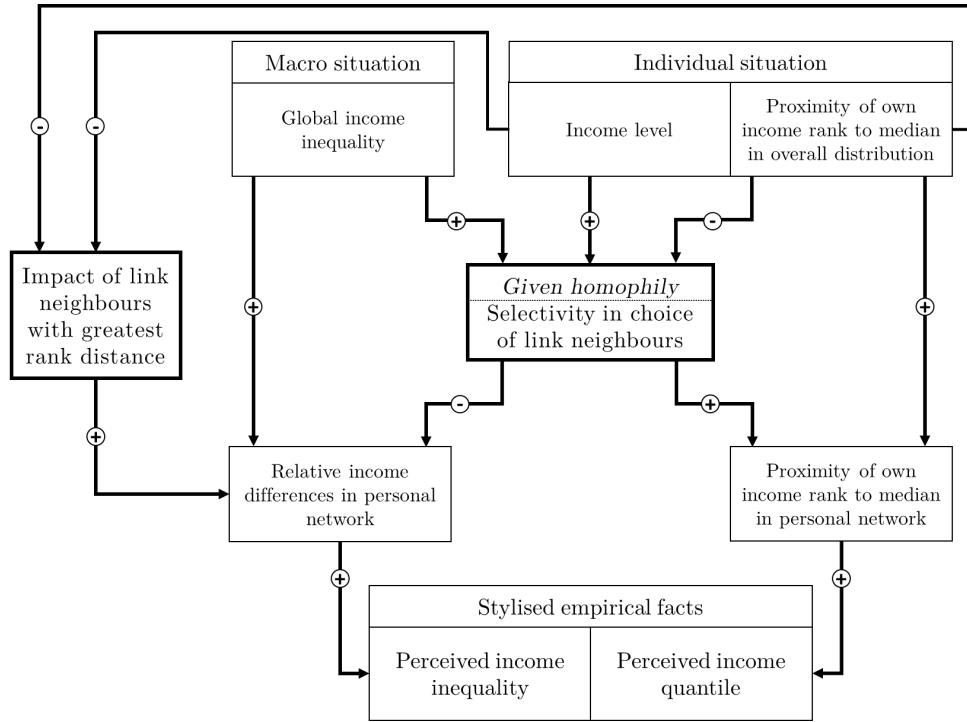 Macro situation
Individual situation
Global income
inequality
Income level
Proximity of own
income rank to median
in overall distribution
-
-
+
+
-
Impact of link
neighbours
with greatest
rank distance
Given homophily
Selectivity in choice
of link neighbours
+
+
-
+
+
Relative income
differences in personal
network
Proximity of own
income rank to median
in personal network
+
+
Stylised empirical facts
Perceived income
inequality
Perceived income
quantile